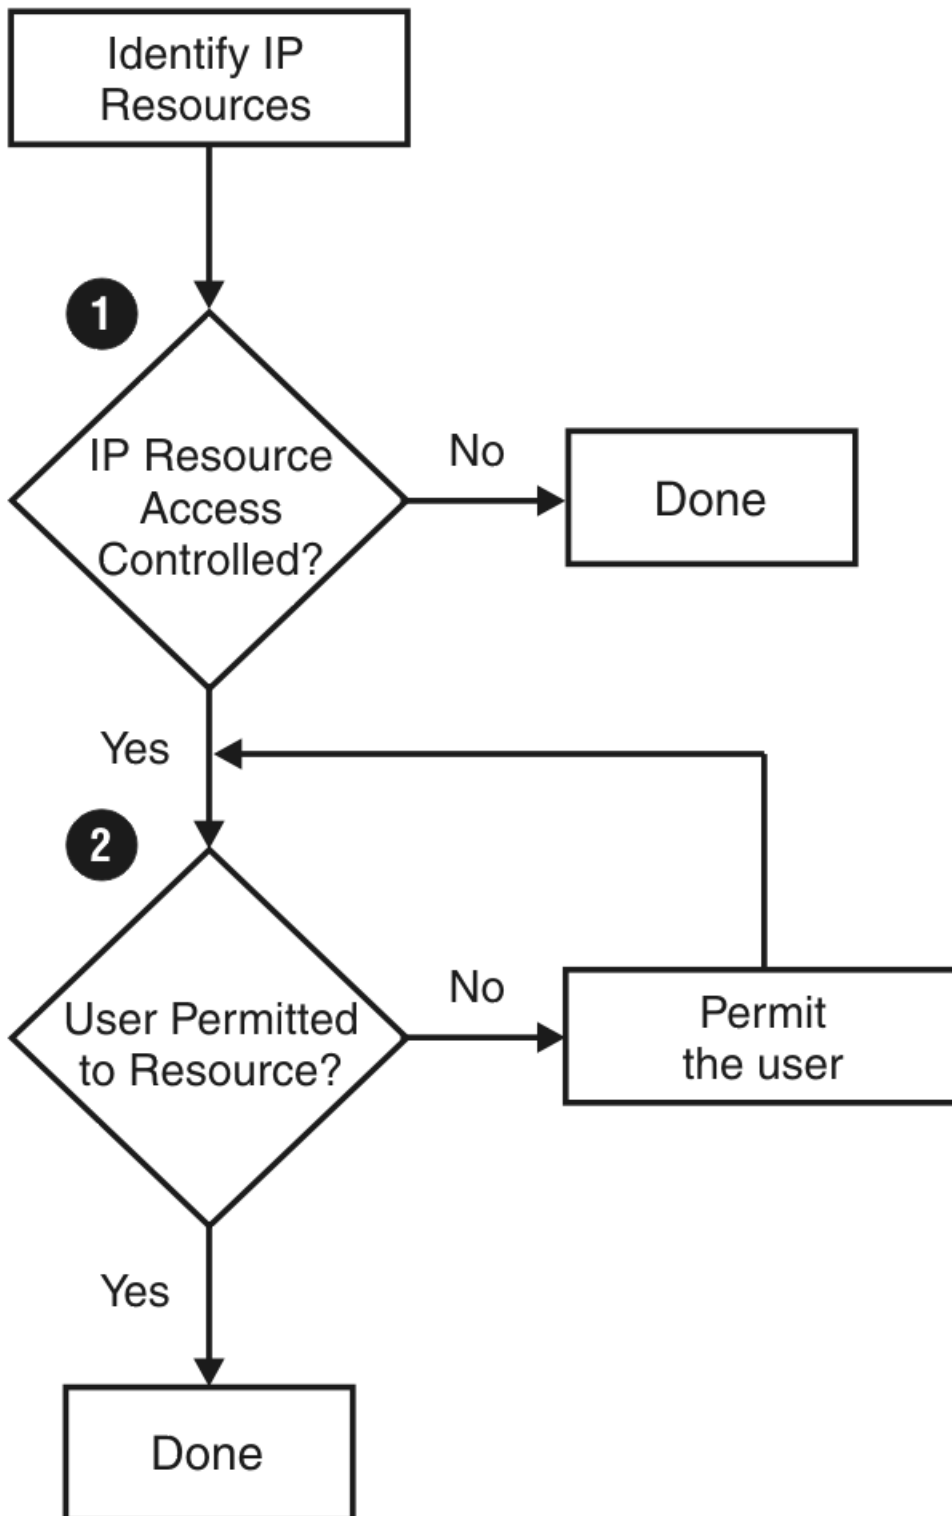 Identify IP
Resources
1
IP Resource
Access
Controlled?
No
Done
Yes
2
User Permitted
to Resource?
No
Permit
the user
Yes
Done